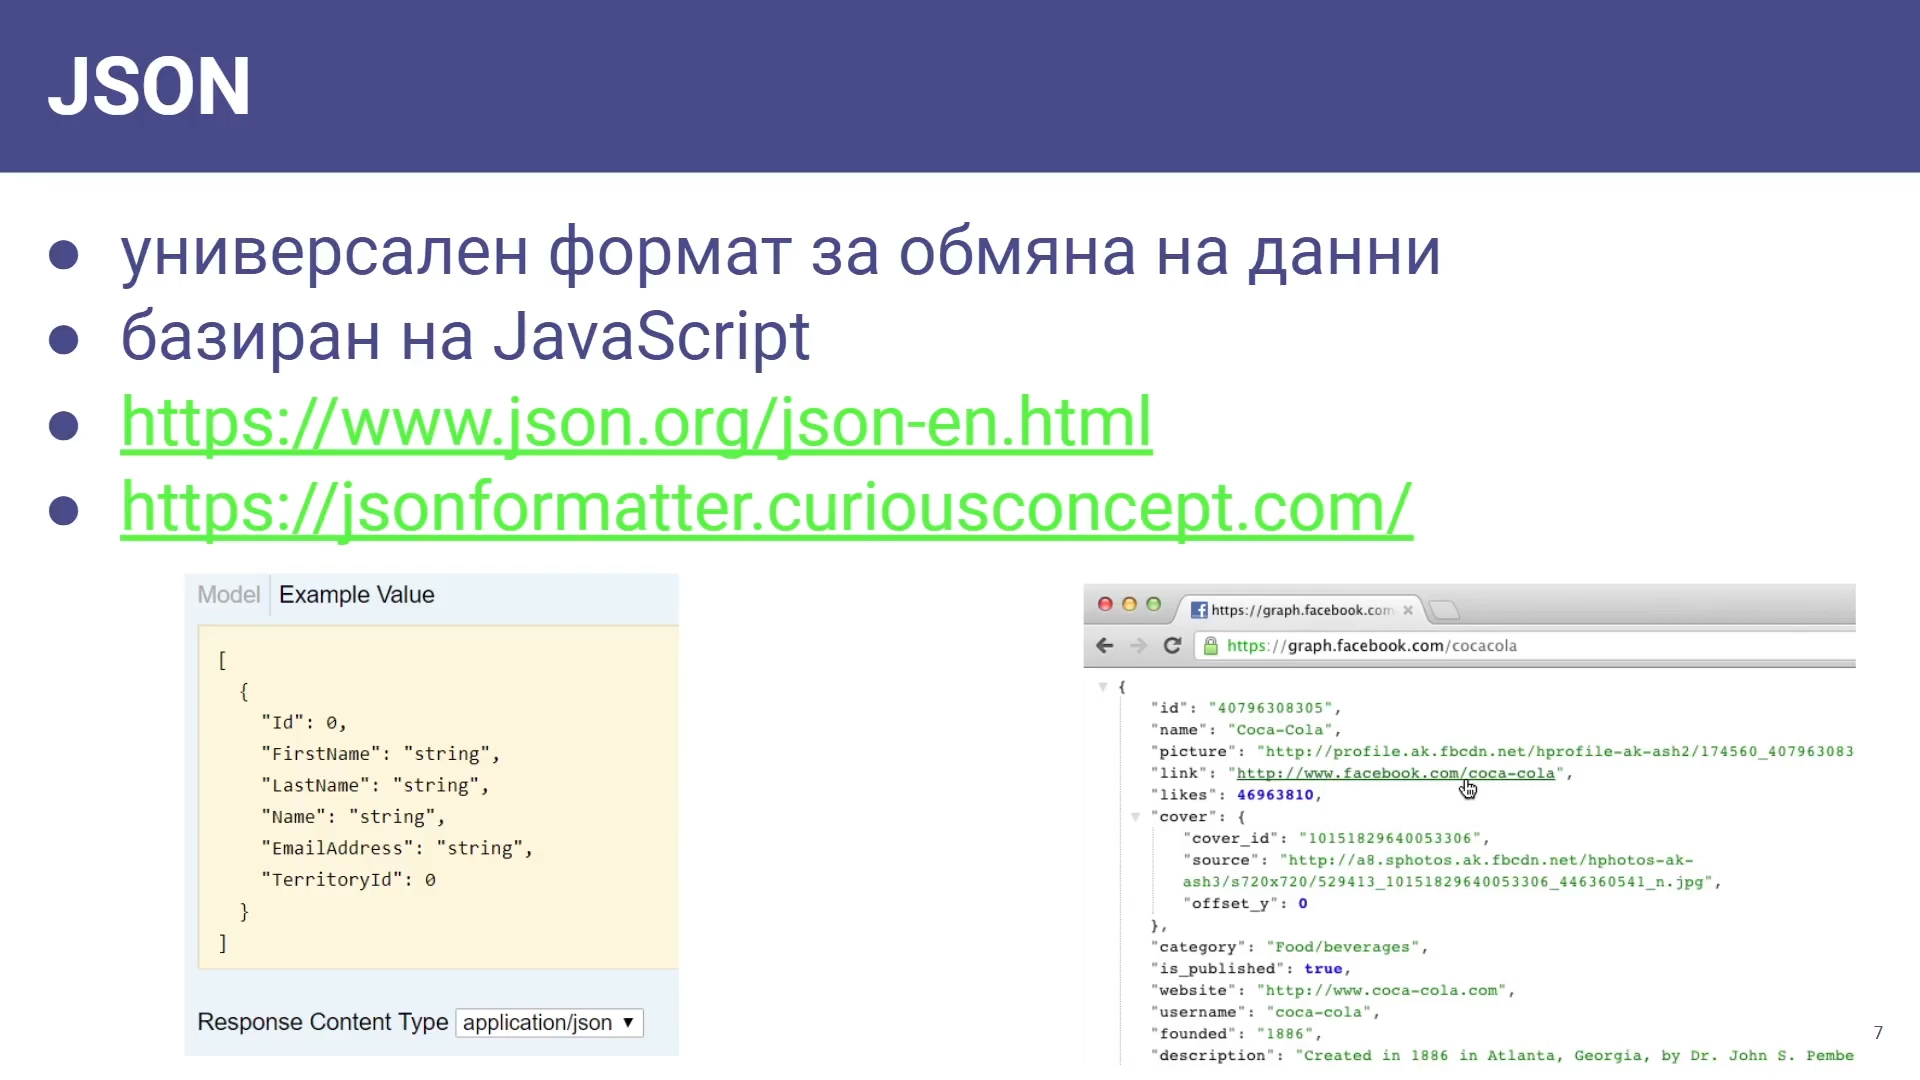 JSON
● универсален формат за обмяна на данни
● базиран на JavaScript
● https://www.json.org/json-en.html
● https://jsonformatter.curiousconcept.com/
Model Example Value
[
{
"Id": 0,
"FirstName": "string",
"LastName": "string",
"Name": "string",
"EmailAddress": "string",
"TerritoryId": 0
}
]
Response Content Type application/json ▼
https://graph.facebook.com
https://graph.facebook.com/cocacola
{
"id": "40796308305",
"name": "Coca-Cola",
"picture": "http://profile.ak.fbcdn.net/hprofile-ak-ash2/174560_407963083
"link": "http://www.facebook.com/coca-cola",
"likes": 46963810,
"cover": {
"cover_id": "10151829640053306",
"source": "http://a8.sphotos.ak.fbcdn.net/hphotos-ak-
ash3/s720x720/529413_10151829640053306_446360541_n.jpg",
"offset_y": 0
},
"category": "Food/beverages",
"is_published": true,
"website": "http://www.coca-cola.com",
"username": "coca-cola",
"founded": "1886",
"description": "Created in 1886 in Atlanta, Georgia, by Dr. John S. Pembe
7